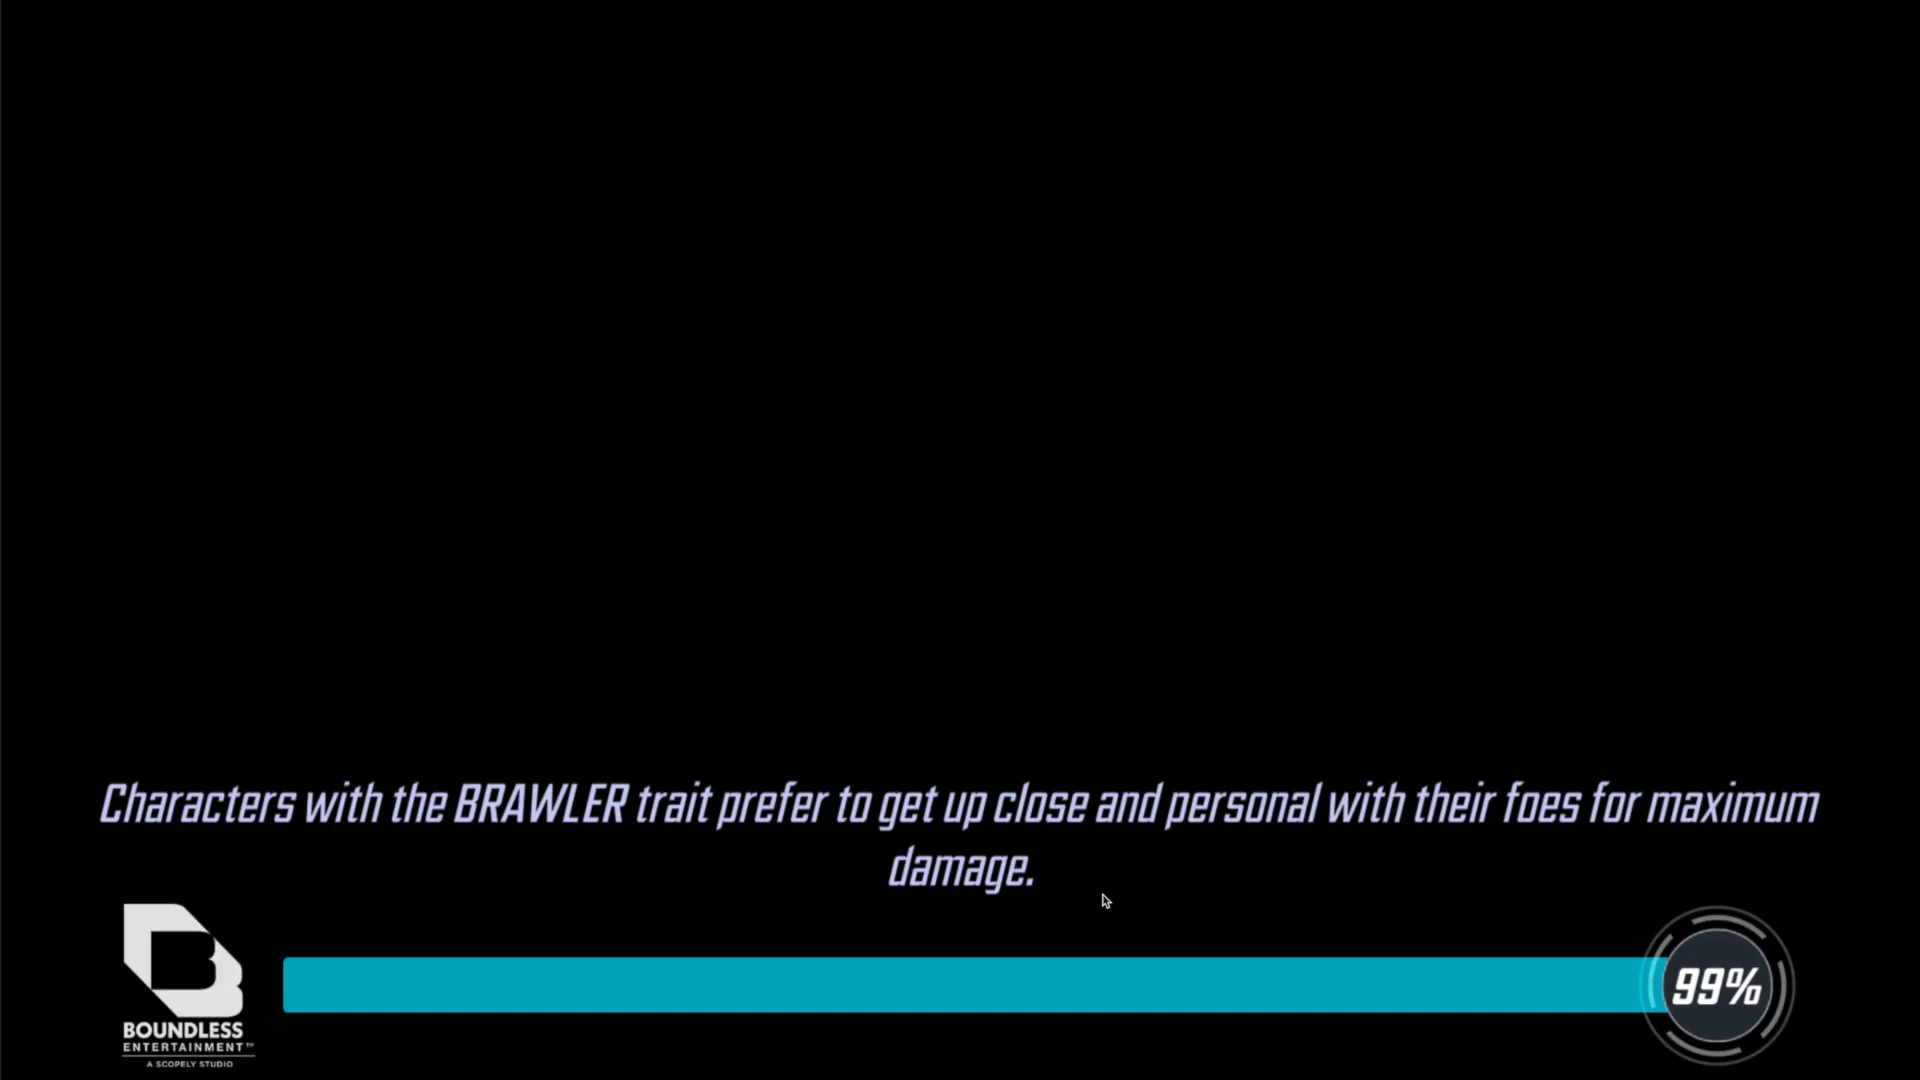 Characters with the BRAWLER trait prefer to get up close and personal with their foes for maximum
damage.
99%
BOUNDLESS
ENTERTAINMENT™
A SCOPELY STUDIO